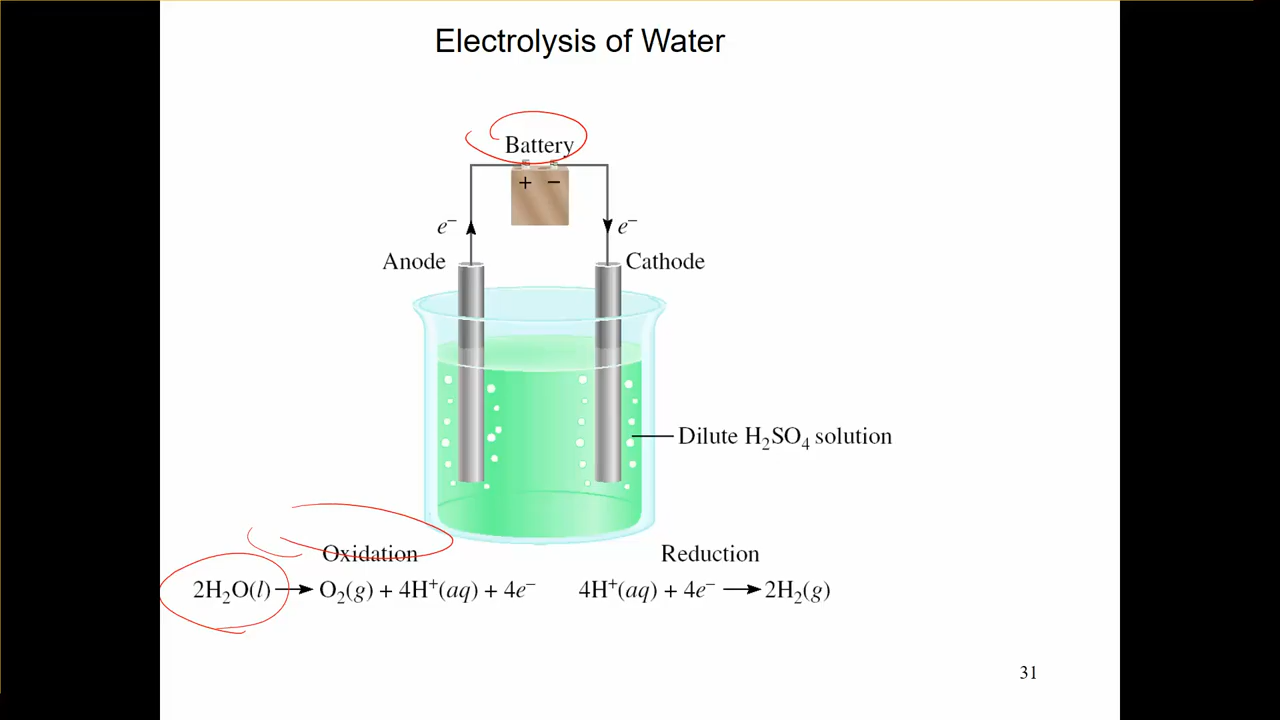 Electrolysis of Water
Battery
+ −
e⁻ e⁻
Anode Cathode
Dilute H₂SO₄ solution
Oxidation Reduction
2H₂O(l) → O₂(g) + 4H⁺(aq) + 4e⁻ 4H⁺(aq) + 4e⁻ → 2H₂(g)
31